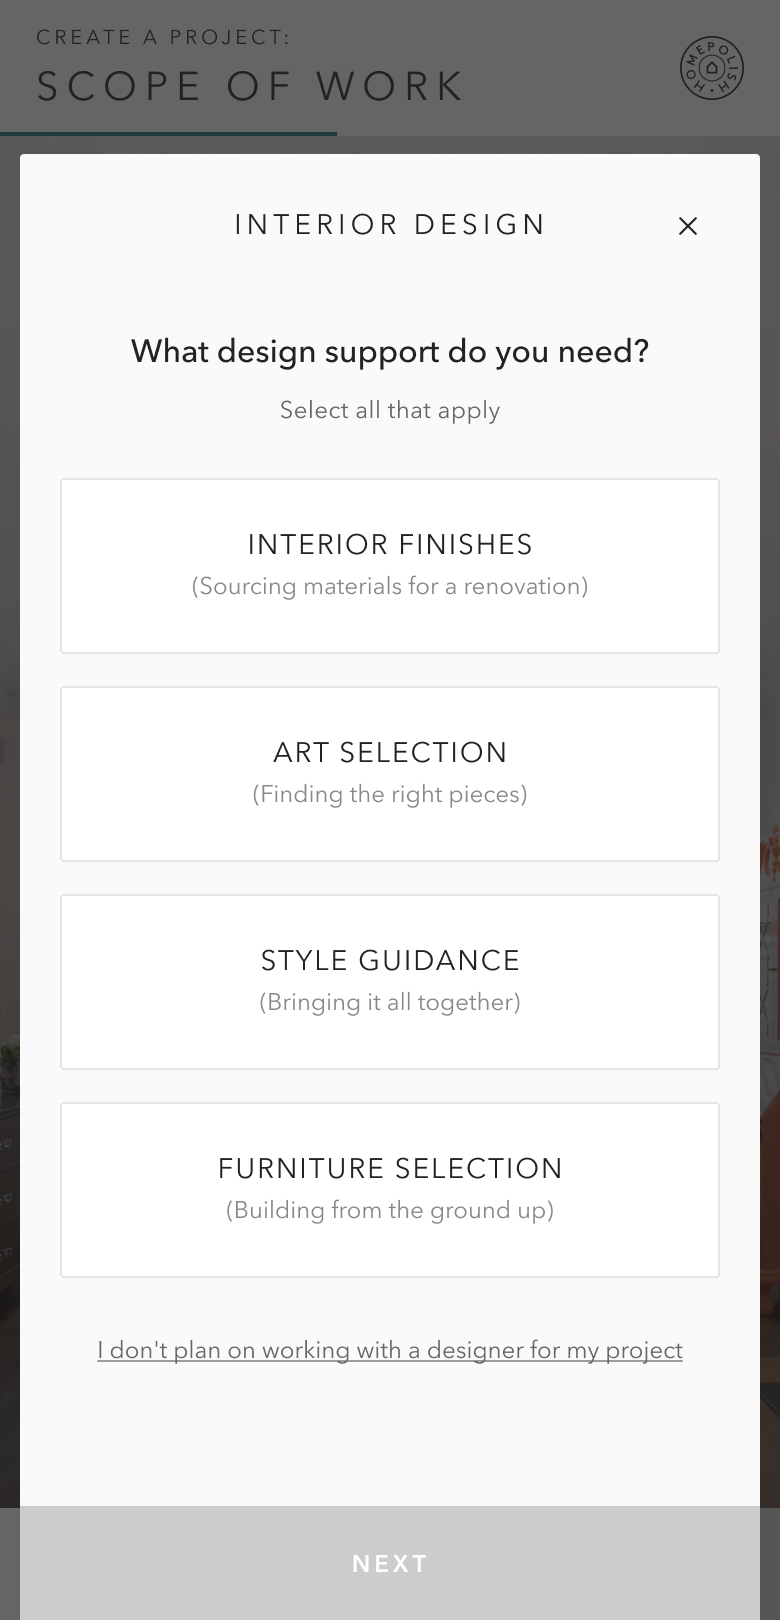 CREATE A PROJECT:
SCOPE OF WORK
HOMEPOLISH
INTERIOR DESIGN
What design support do you need?
Select all that apply
INTERIOR FINISHES
(Sourcing materials for a renovation)
ART SELECTION
(Finding the right pieces)
STYLE GUIDANCE
(Bringing it all together)
FURNITURE SELECTION
(Building from the ground up)
I don't plan on working with a designer for my project
NEXT